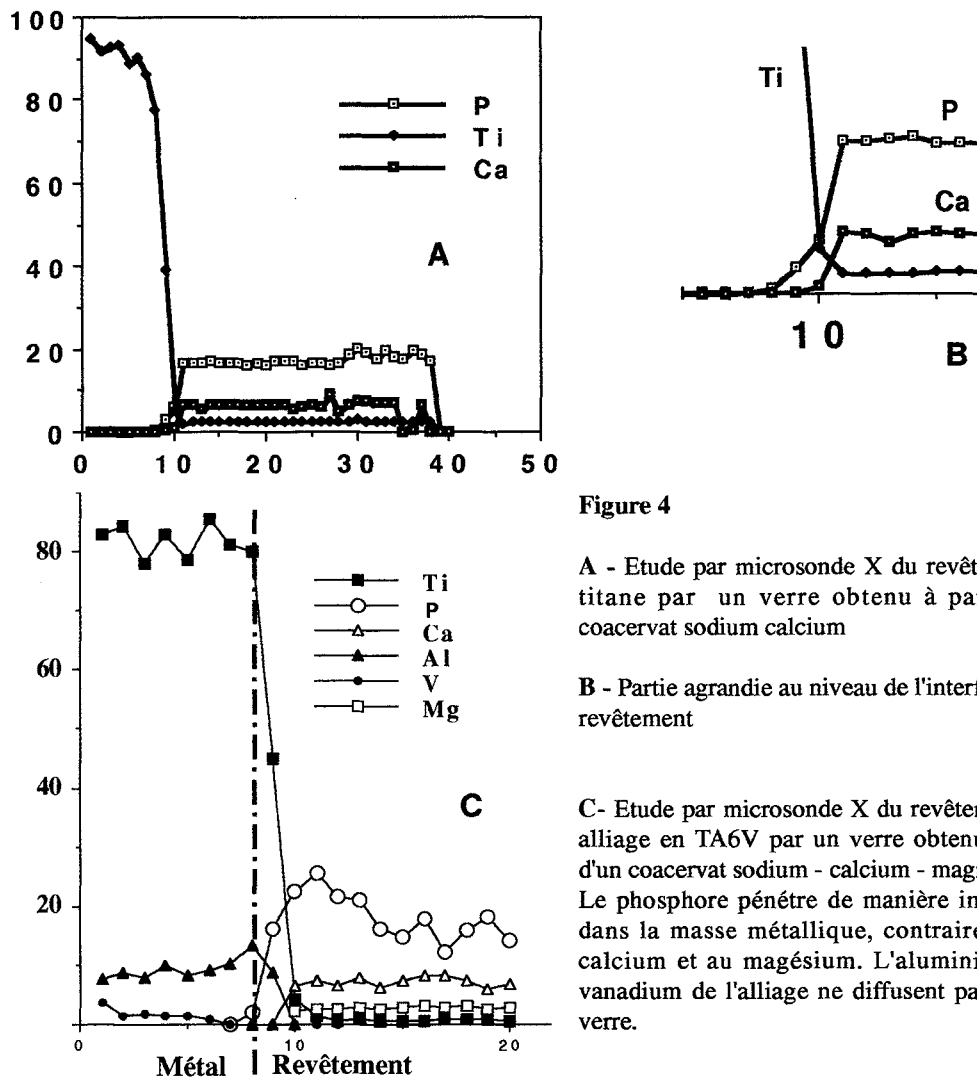 100
80
60
40
20
0
0 10 20 30 40 50
P
Ti
Ca
A
Ti
P
Ca
10
B
80
60
40
20
0 10 20
Ti
P
Ca
Al
V
Mg
C
Métal Revêtement
Figure 4
A - Etude par microsonde X du revêt
titane par un verre obtenu à pa
coacervat sodium calcium
B - Partie agrandie au niveau de l'interf
revêtement
C- Etude par microsonde X du revête
alliage en TA6V par un verre obtenu
d'un coacervat sodium - calcium - mag
Le phosphore pénétre de manière in
dans la masse métallique, contraire
calcium et au magésium. L'alumini
vanadium de l'alliage ne diffusent pa
verre.